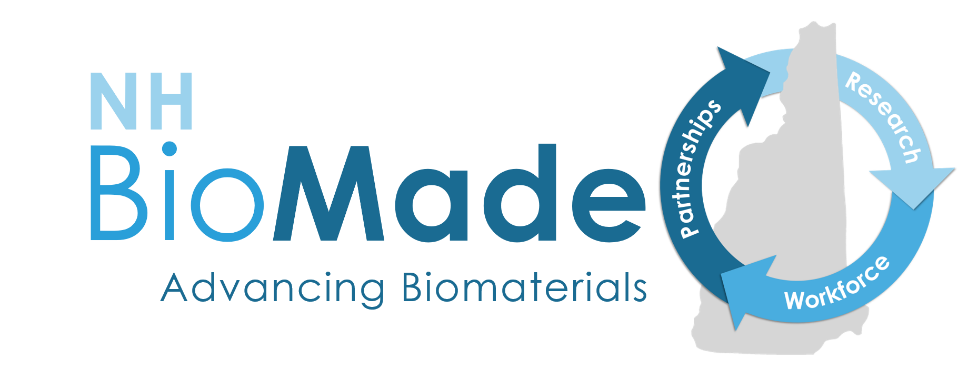 NH
BioMade
Advancing Biomaterials
Partnerships
Research
Workforce